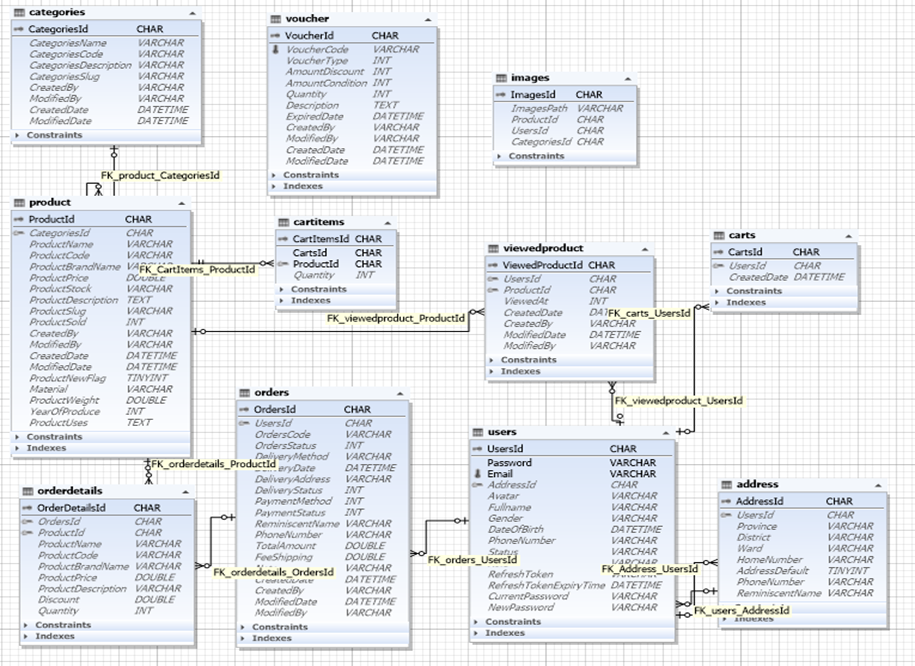 categories
CategoriesId CHAR
CategoriesName VARCHAR
CategoriesCode VARCHAR
CategoriesDescription VARCHAR
CategoriesSlug VARCHAR
CreatedBy VARCHAR
ModifiedBy VARCHAR
CreatedDate DATETIME
ModifiedDate DATETIME
Constraints
voucher
VoucherId CHAR
VoucherCode VARCHAR
VoucherType INT
AmountDiscount INT
AmountCondition INT
Quantity INT
Description TEXT
ExpiredDate DATETIME
CreatedBy VARCHAR
ModifiedBy VARCHAR
CreatedDate DATETIME
ModifiedDate DATETIME
Constraints
Indexes
images
ImagesId CHAR
ImagesPath VARCHAR
ProductId CHAR
UsersId CHAR
CategoriesId CHAR
Constraints
FK_product_CategoriesId
product
ProductId CHAR
CategoriesId CHAR
ProductName VARCHAR
ProductCode VARCHAR
ProductBrandName
ProductPrice DOUBLE
ProductStock VARCHAR
ProductDescription TEXT
ProductSlug VARCHAR
ProductSold INT
CreatedBy VARCHAR
ModifiedBy VARCHAR
CreatedDate DATETIME
ModifiedDate DATETIME
ProductNewFlag TINYINT
Material VARCHAR
ProductWeight DOUBLE
YearOfProduce INT
ProductUses TEXT
Constraints
Indexes
FK_CartItems_ProductId
cartitems
CartItemsId CHAR
CartsId CHAR
ProductId CHAR
Quantity INT
Constraints
Indexes
FK_viewedproduct_ProductId
viewedproduct
ViewedProductId CHAR
UsersId CHAR
ProductId CHAR
ViewedAt INT
CreatedDate
CreatedBy VARCHAR
ModifiedDate DATETIME
ModifiedBy VARCHAR
Constraints
Indexes
FK_carts_UsersId
carts
CartsId CHAR
UsersId CHAR
CreatedDate DATETIME
Constraints
Indexes
FK_viewedproduct_UsersId
FK_orderdetails_ProductId
orderdetails
OrderDetailsId CHAR
OrdersId CHAR
ProductId CHAR
ProductName VARCHAR
ProductCode VARCHAR
ProductBrandName VARCHAR
ProductPrice DOUBLE
ProductDescription VARCHAR
Discount DOUBLE
Quantity INT
Constraints
Indexes
FK_orderdetails_OrdersId
orders
OrdersId CHAR
UsersId CHAR
OrdersCode VARCHAR
OrdersStatus INT
DeliveryMethod VARCHAR
DATETIME
DeliveryAddress VARCHAR
DeliveryStatus INT
PaymentMethod INT
PaymentStatus INT
ReminiscentName VARCHAR
PhoneNumber VARCHAR
TotalAmount DOUBLE
FeeShipping DOUBLE
VARCHAR
CreatedDate DATETIME
CreatedBy VARCHAR
ModifiedDate DATETIME
ModifiedBy VARCHAR
Constraints
Indexes
FK_orders_UsersId
users
UsersId CHAR
Password VARCHAR
Email VARCHAR
AddressId CHAR
Avatar VARCHAR
Fullname VARCHAR
Gender VARCHAR
DateOfBirth DATETIME
PhoneNumber VARCHAR
Status VARCHAR
RefreshToken VARCHAR
RefreshTokenExpiryTime DATETIME
CurrentPassword VARCHAR
NewPassword VARCHAR
Constraints
Indexes
FK_Address_UsersId
FK_users_AddressId
address
AddressId CHAR
UsersId CHAR
Province VARCHAR
District VARCHAR
Ward VARCHAR
HomeNumber VARCHAR
AddressDefault TINYINT
PhoneNumber VARCHAR
ReminiscentName VARCHAR
Indexes